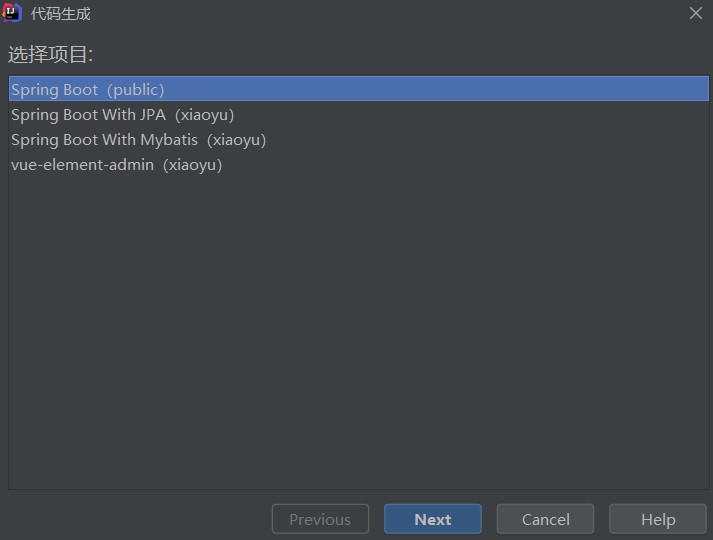 代码生成
选择项目:
Spring Boot（public）
Spring Boot With JPA（xiaoyu）
Spring Boot With Mybatis（xiaoyu）
vue-element-admin（xiaoyu）
Previous
Next
Cancel
Help